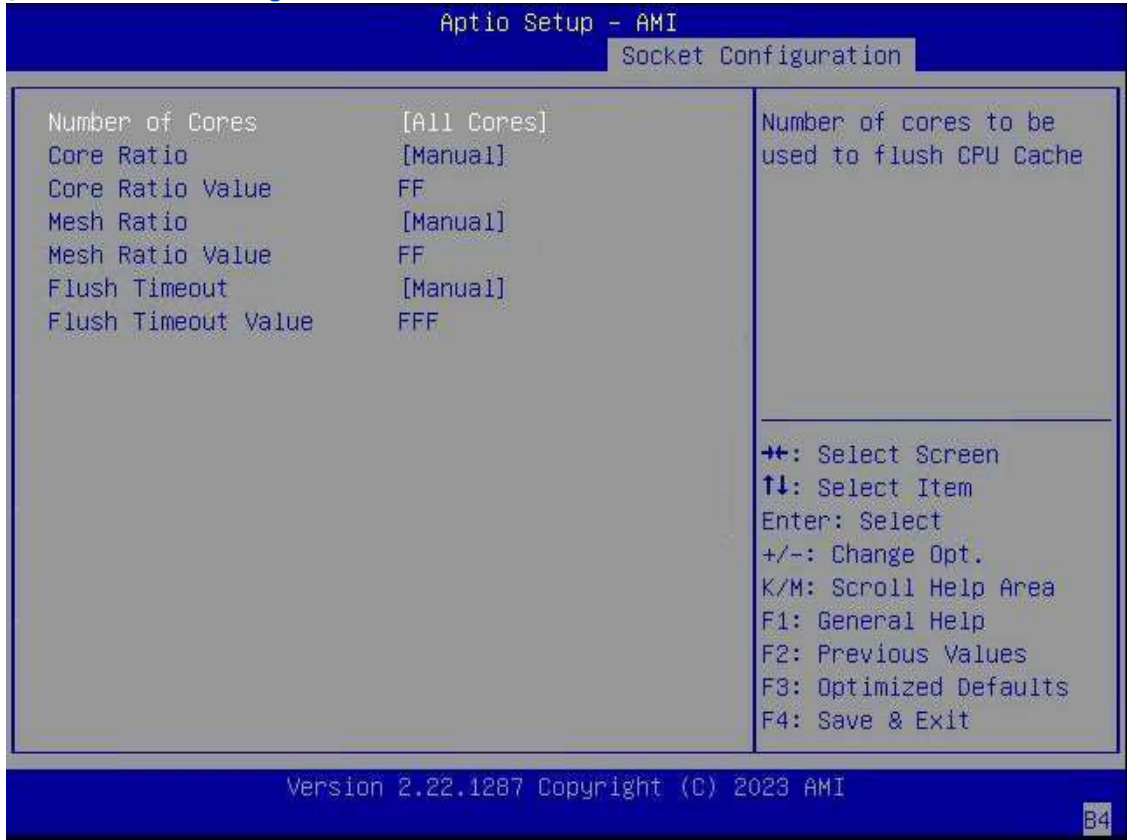 Aptio Setup – AMI
Socket Configuration
Number of Cores [All Cores]
Core Ratio [Manual]
Core Ratio Value FF
Mesh Ratio [Manual]
Mesh Ratio Value FF
Flush Timeout [Manual]
Flush Timeout Value FFF
Number of cores to be
used to flush CPU Cache
→←: Select Screen
↑↓: Select Item
Enter: Select
+/-: Change Opt.
K/M: Scroll Help Area
F1: General Help
F2: Previous Values
F3: Optimized Defaults
F4: Save & Exit
Version 2.22.1287 Copyright (C) 2023 AMI
B4